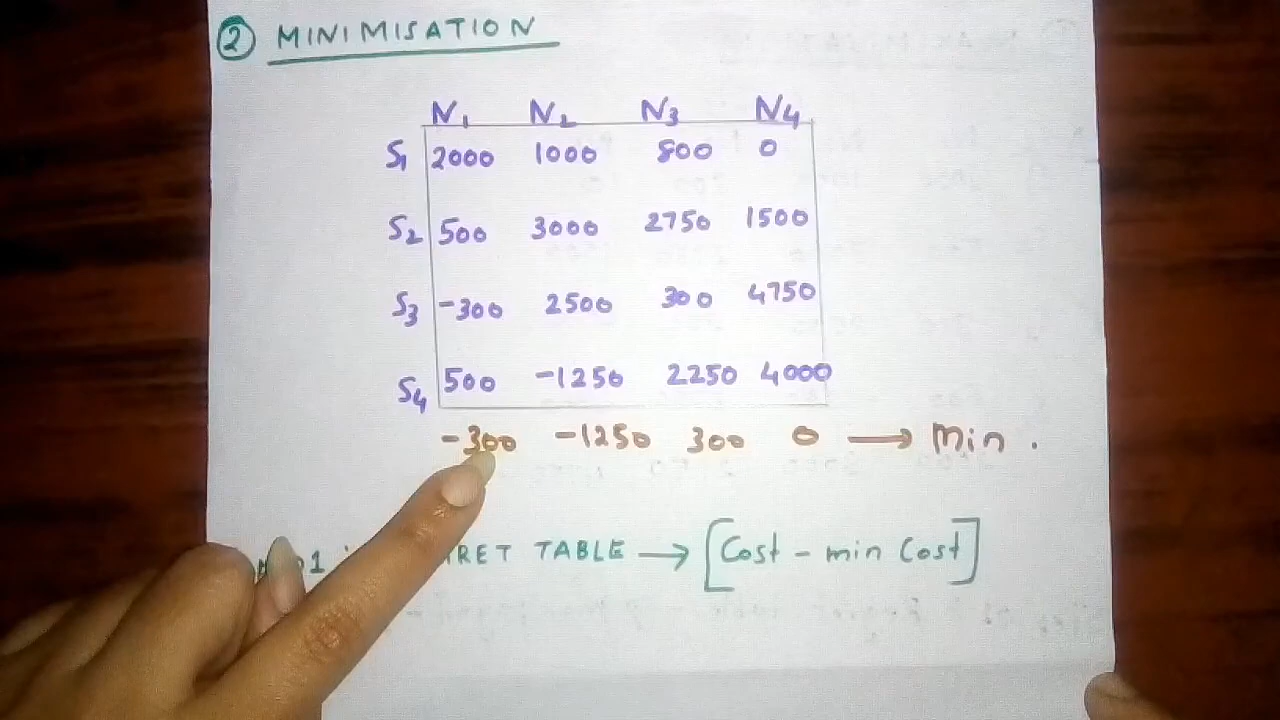 ② MINIMISATION
N1 N2 N3 N4
S1 2000 1000 800 0
S2 500 3000 2750 1500
S3 -300 2500 300 4750
S4 500 -1250 2250 4000
-300 -1250 300 0 → Min.
TABLE → [Cost - min Cost]